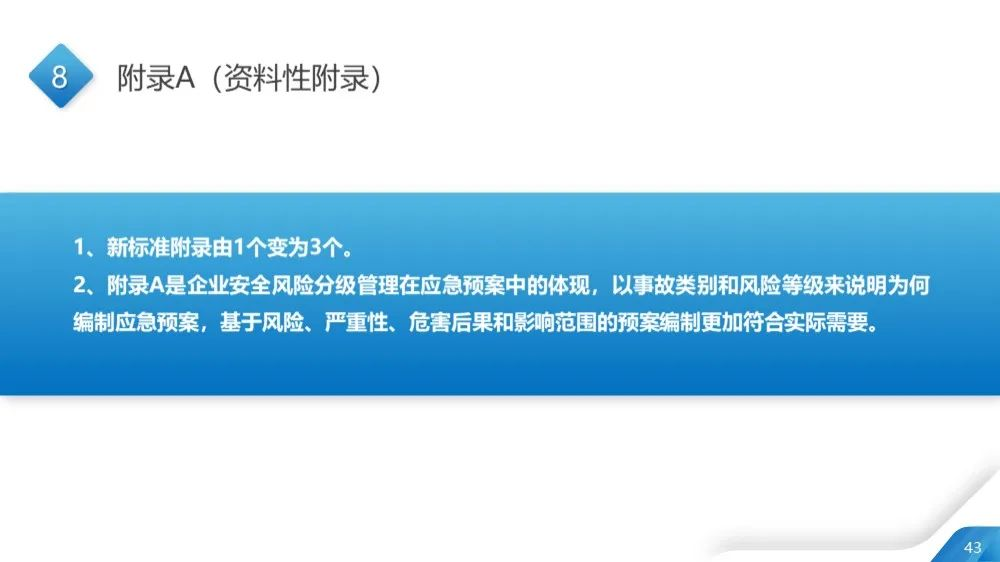 8
附录A（资料性附录）
1、新标准附录由1个变为3个。
2、附录A是企业安全风险分级管理在应急预案中的体现，以事故类别和风险等级来说明为何
编制应急预案，基于风险、严重性、危害后果和影响范围的预案编制更加符合实际需要。
43